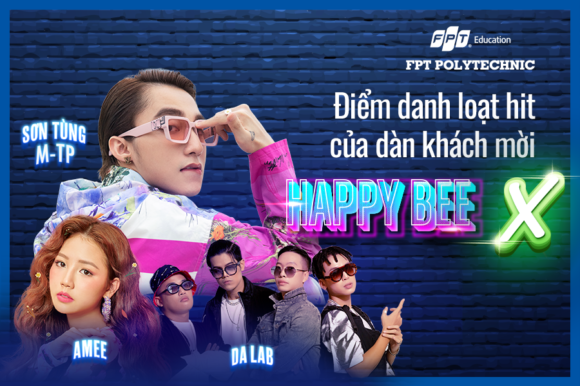 FPT Education
FPT POLYTECHNIC
Điểm danh loạt hit
của dàn khách mời
HAPPY BEE X
SƠN TÙNG
M-TP
AMEE
DA LAB